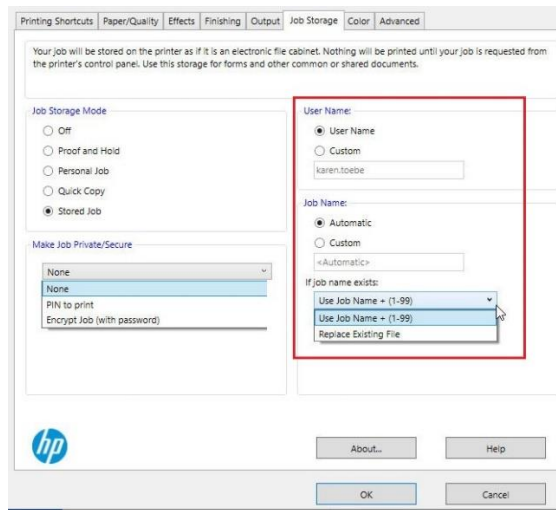 Printing Shortcuts Paper/Quality Effects Finishing Output Job Storage Color Advanced
Your job will be stored on the printer as if it is an electronic file cabinet. Nothing will be printed until your job is requested from
the printer's control panel. Use this storage for forms and other common or shared documents.
Job Storage Mode
Off
Proof and Hold
Personal Job
Quick Copy
Stored Job
Make Job Private/Secure
None
None
PIN to print
Encrypt Job (with password)
User Name:
User Name
Custom
karen.toebe
Job Name:
Automatic
Custom
<Automatic>
If job name exists:
Use Job Name + (1-99)
Use Job Name + (1-99)
Replace Existing File
hp
About...
Help
OK
Cancel